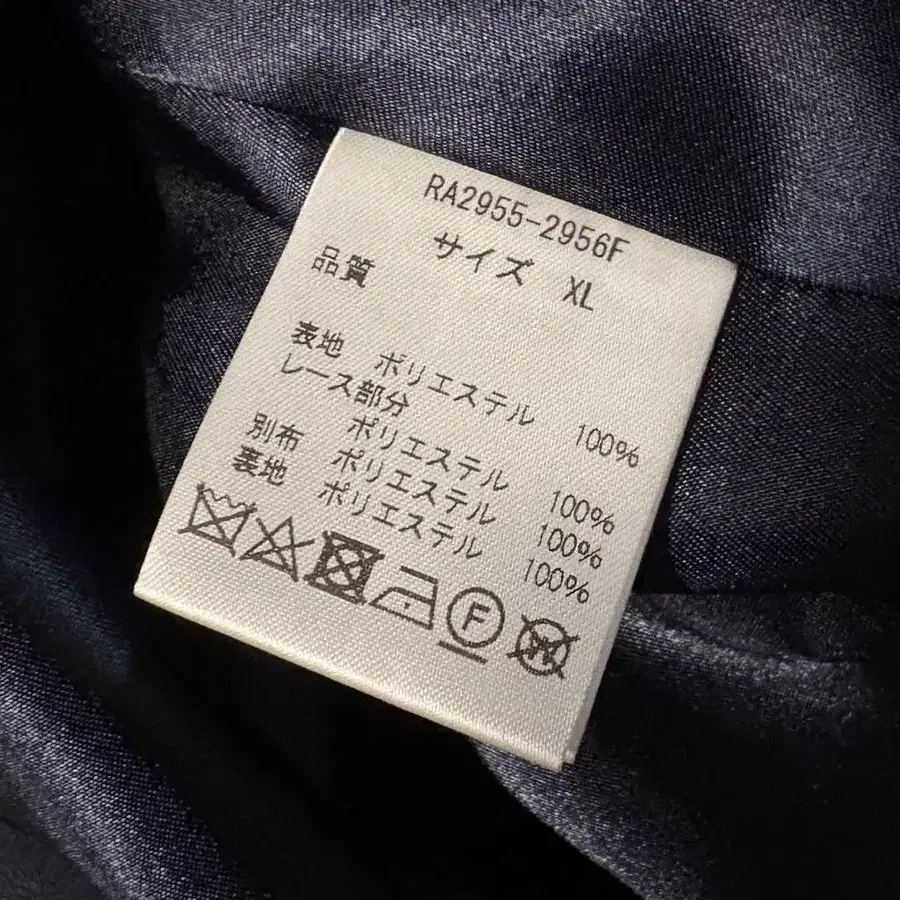 RA2955-2956F
サイズ XL
品質
表地 ポリエステル 100%
レース部分
ポリエステル 100%
別布 ポリエステル 100%
裏地 ポリエステル 100%
F
W